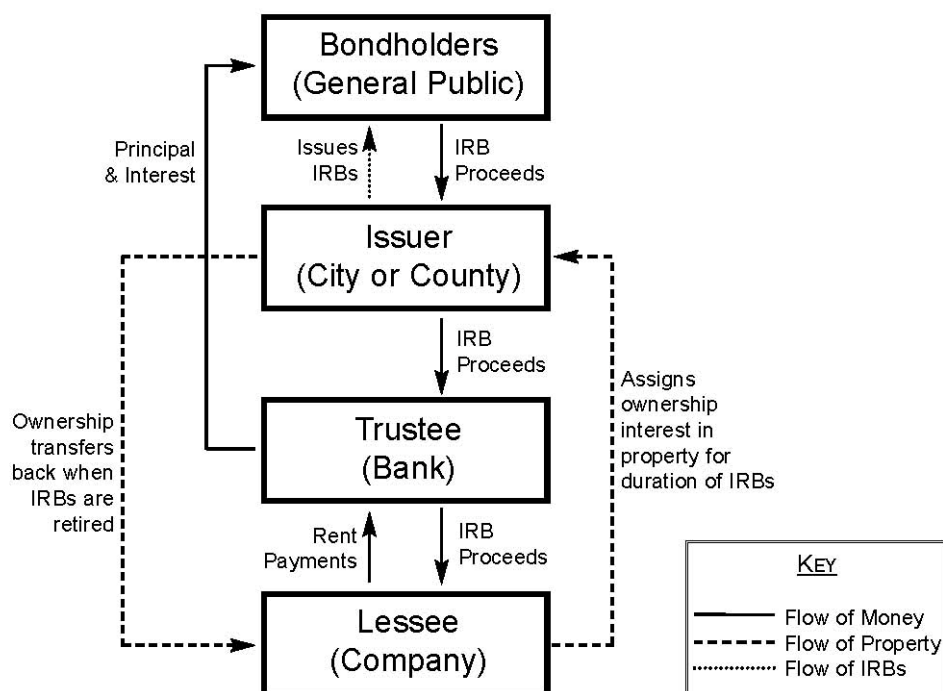 Bondholders
(General Public)
Principal
& Interest
Issues
IRBs
IRB
Proceeds
Issuer
(City or County)
IRB
Proceeds
Assigns
ownership
interest in
property for
duration of IRBs
Ownership
transfers
back when
IRBs are
retired
Trustee
(Bank)
Rent
Payments
IRB
Proceeds
Lessee
(Company)
KEY
Flow of Money
Flow of Property
Flow of IRBs